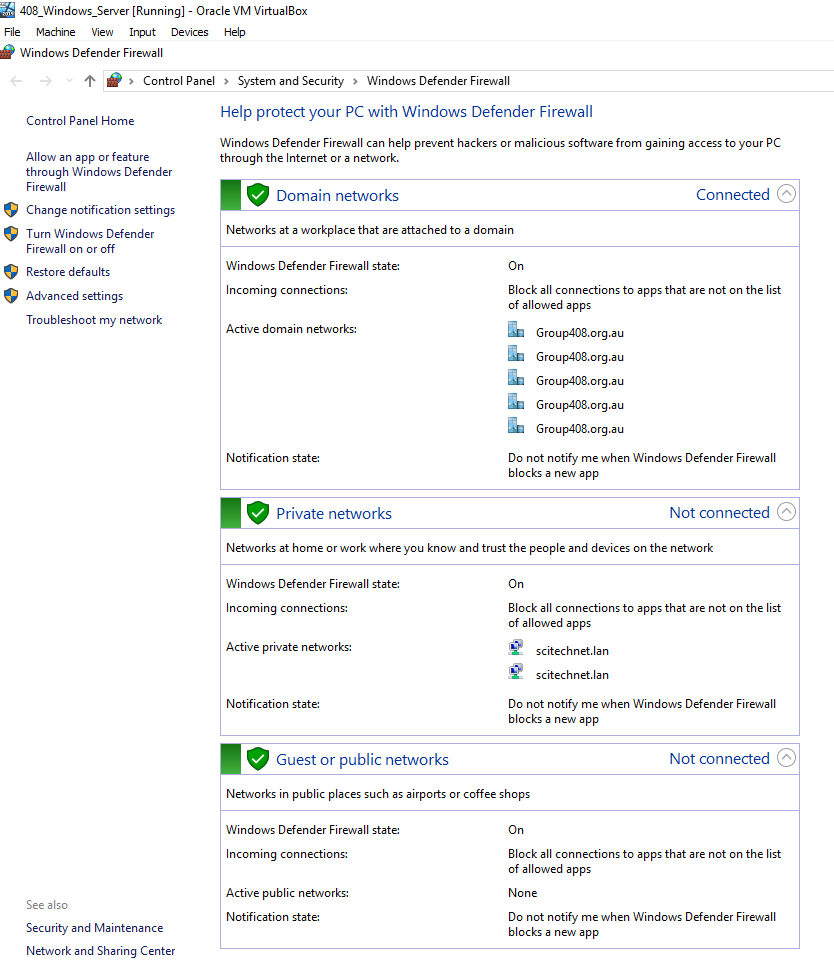 408_Windows_Server [Running] - Oracle VM VirtualBox
File Machine View Input Devices Help
Windows Defender Firewall
Control Panel System and Security Windows Defender Firewall
Control Panel Home
Allow an app or feature
through Windows Defender
Firewall
Change notification settings
Turn Windows Defender
Firewall on or off
Restore defaults
Advanced settings
Troubleshoot my network
Help protect your PC with Windows Defender Firewall
Windows Defender Firewall can help prevent hackers or malicious software from gaining access to your PC
through the Internet or a network.
Domain networks Connected
Networks at a workplace that are attached to a domain
Windows Defender Firewall state: On
Incoming connections: Block all connections to apps that are not on the list
of allowed apps
Active domain networks: Group408.org.au
Group408.org.au
Group408.org.au
Group408.org.au
Group408.org.au
Notification state: Do not notify me when Windows Defender Firewall
blocks a new app
Private networks Not connected
Networks at home or work where you know and trust the people and devices on the network
Windows Defender Firewall state: On
Incoming connections: Block all connections to apps that are not on the list
of allowed apps
Active private networks: scitechnet.lan
scitechnet.lan
Notification state: Do not notify me when Windows Defender Firewall
blocks a new app
Guest or public networks Not connected
Networks in public places such as airports or coffee shops
Windows Defender Firewall state: On
Incoming connections: Block all connections to apps that are not on the list
of allowed apps
Active public networks: None
Notification state: Do not notify me when Windows Defender Firewall
blocks a new app
See also
Security and Maintenance
Network and Sharing Center